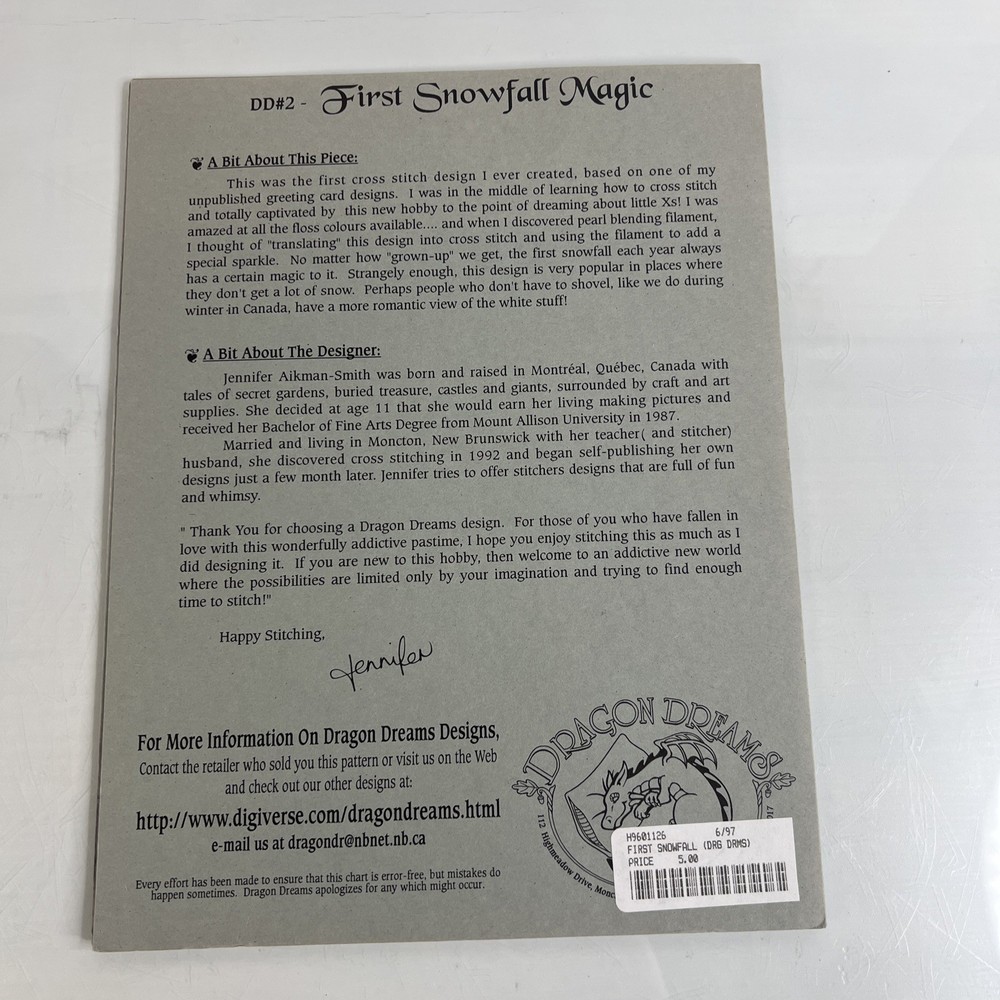 DD#2 - First Snowfall Magic
A Bit About This Piece:
This was the first cross stitch design I ever created, based on one of my
unpublished greeting card designs. I was in the middle of learning how to cross stitch
and totally captivated by this new hobby to the point of dreaming about little Xs! I was
amazed at all the floss colours available.... and when I discovered pearl blending filament,
I thought of "translating" this design into cross stitch and using the filament to add a
special sparkle. No matter how "grown-up" we get, the first snowfall each year always
has a certain magic to it. Strangely enough, this design is very popular in places where
they don't get a lot of snow. Perhaps people who don't have to shovel, like we do during
winter in Canada, have a more romantic view of the white stuff!
A Bit About The Designer:
Jennifer Aikman-Smith was born and raised in Montréal, Québec, Canada with
tales of secret gardens, buried treasure, castles and giants, surrounded by craft and art
supplies. She decided at age 11 that she would earn her living making pictures and
received her Bachelor of Fine Arts Degree from Mount Allison University in 1987.
Married and living in Moncton, New Brunswick with her teacher( and stitcher)
husband, she discovered cross stitching in 1992 and began self-publishing her own
designs just a few month later. Jennifer tries to offer stitchers designs that are full of fun
and whimsy.
" Thank You for choosing a Dragon Dreams design. For those of you who have fallen in
love with this wonderfully addictive pastime, I hope you enjoy stitching this as much as I
did designing it. If you are new to this hobby, then welcome to an addictive new world
where the possibilities are limited only by your imagination and trying to find enough
time to stitch!"
Happy Stitching,
Jennifer
For More Information On Dragon Dreams Designs,
Contact the retailer who sold you this pattern or visit us on the Web
and check out our other designs at:
http://www.digiverse.com/dragondreams.html
e-mail us at dragondr@nbnet.nb.ca
Every effort has been made to ensure that this chart is error-free, but mistakes do
happen sometimes. Dragon Dreams apologizes for any which might occur.
DRAGON DREAMS
112 Highmeadow Drive,
H9601126 6/97
FIRST SNOWFALL (DRG DRMS)
PRICE 5.00